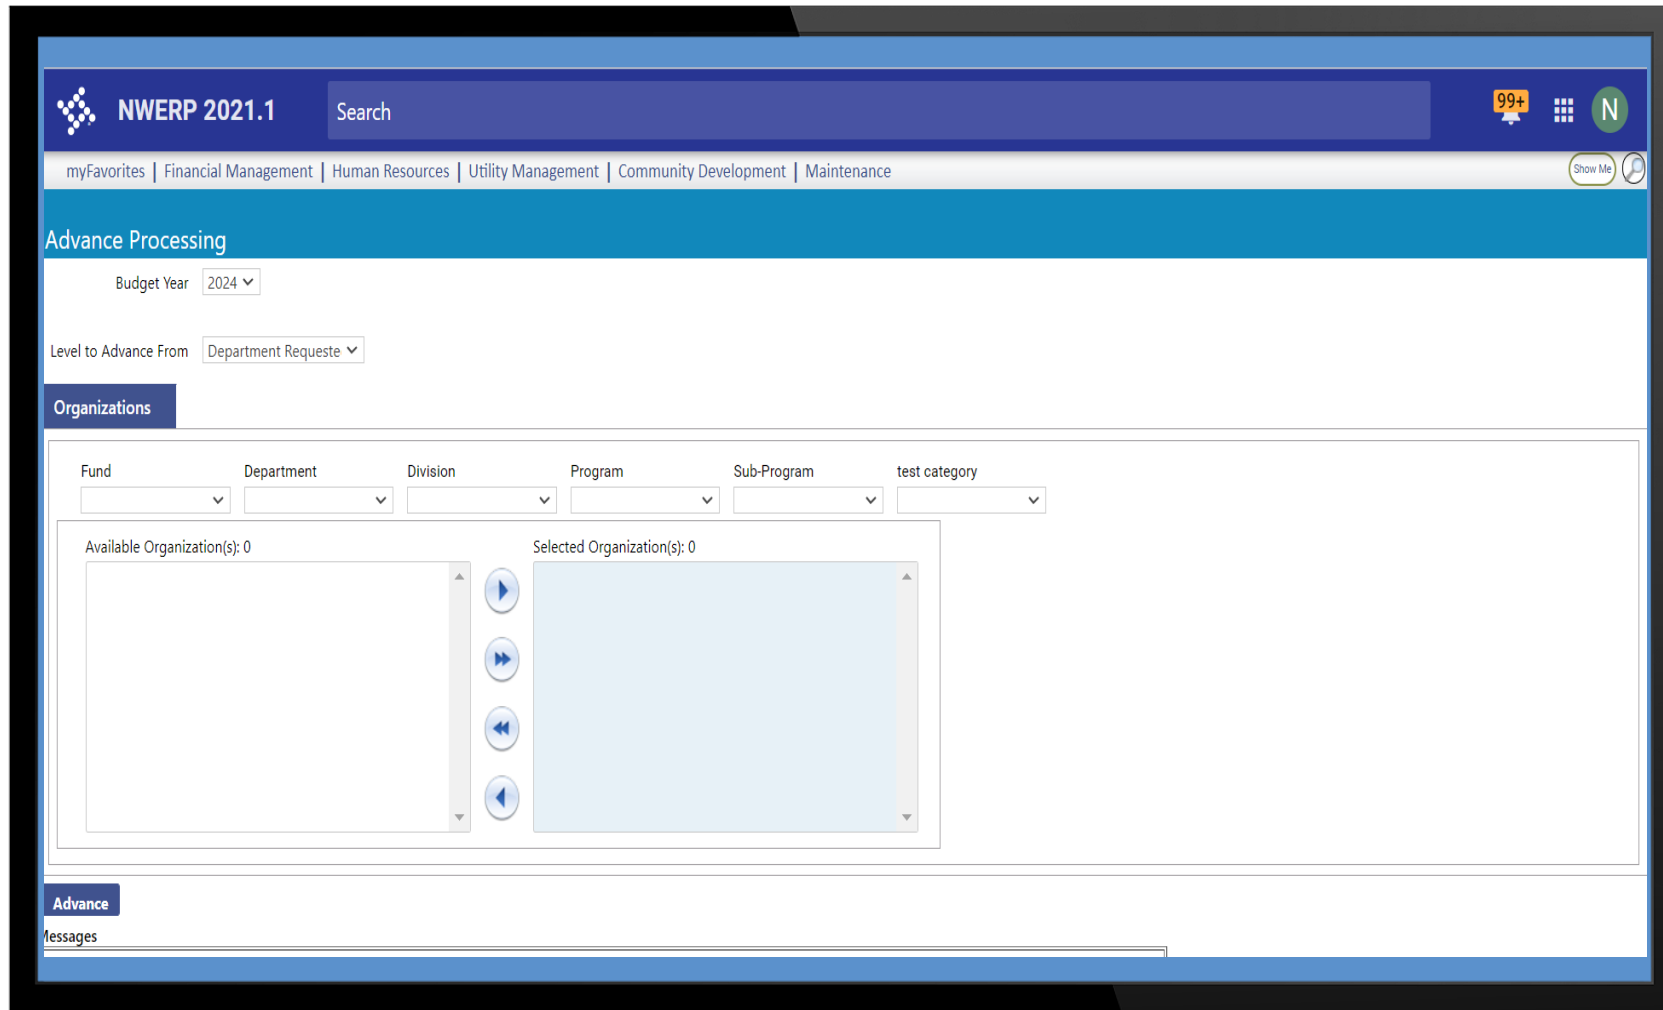 NWERP 2021.1
Search
99+
N
myFavorites | Financial Management | Human Resources | Utility Management | Community Development | Maintenance
Show Me
Advance Processing
Budget Year 2024
Level to Advance From Department Requeste
Organizations
Fund Department Division Program Sub-Program test category
Available Organization(s): 0 Selected Organization(s): 0
Advance
Messages